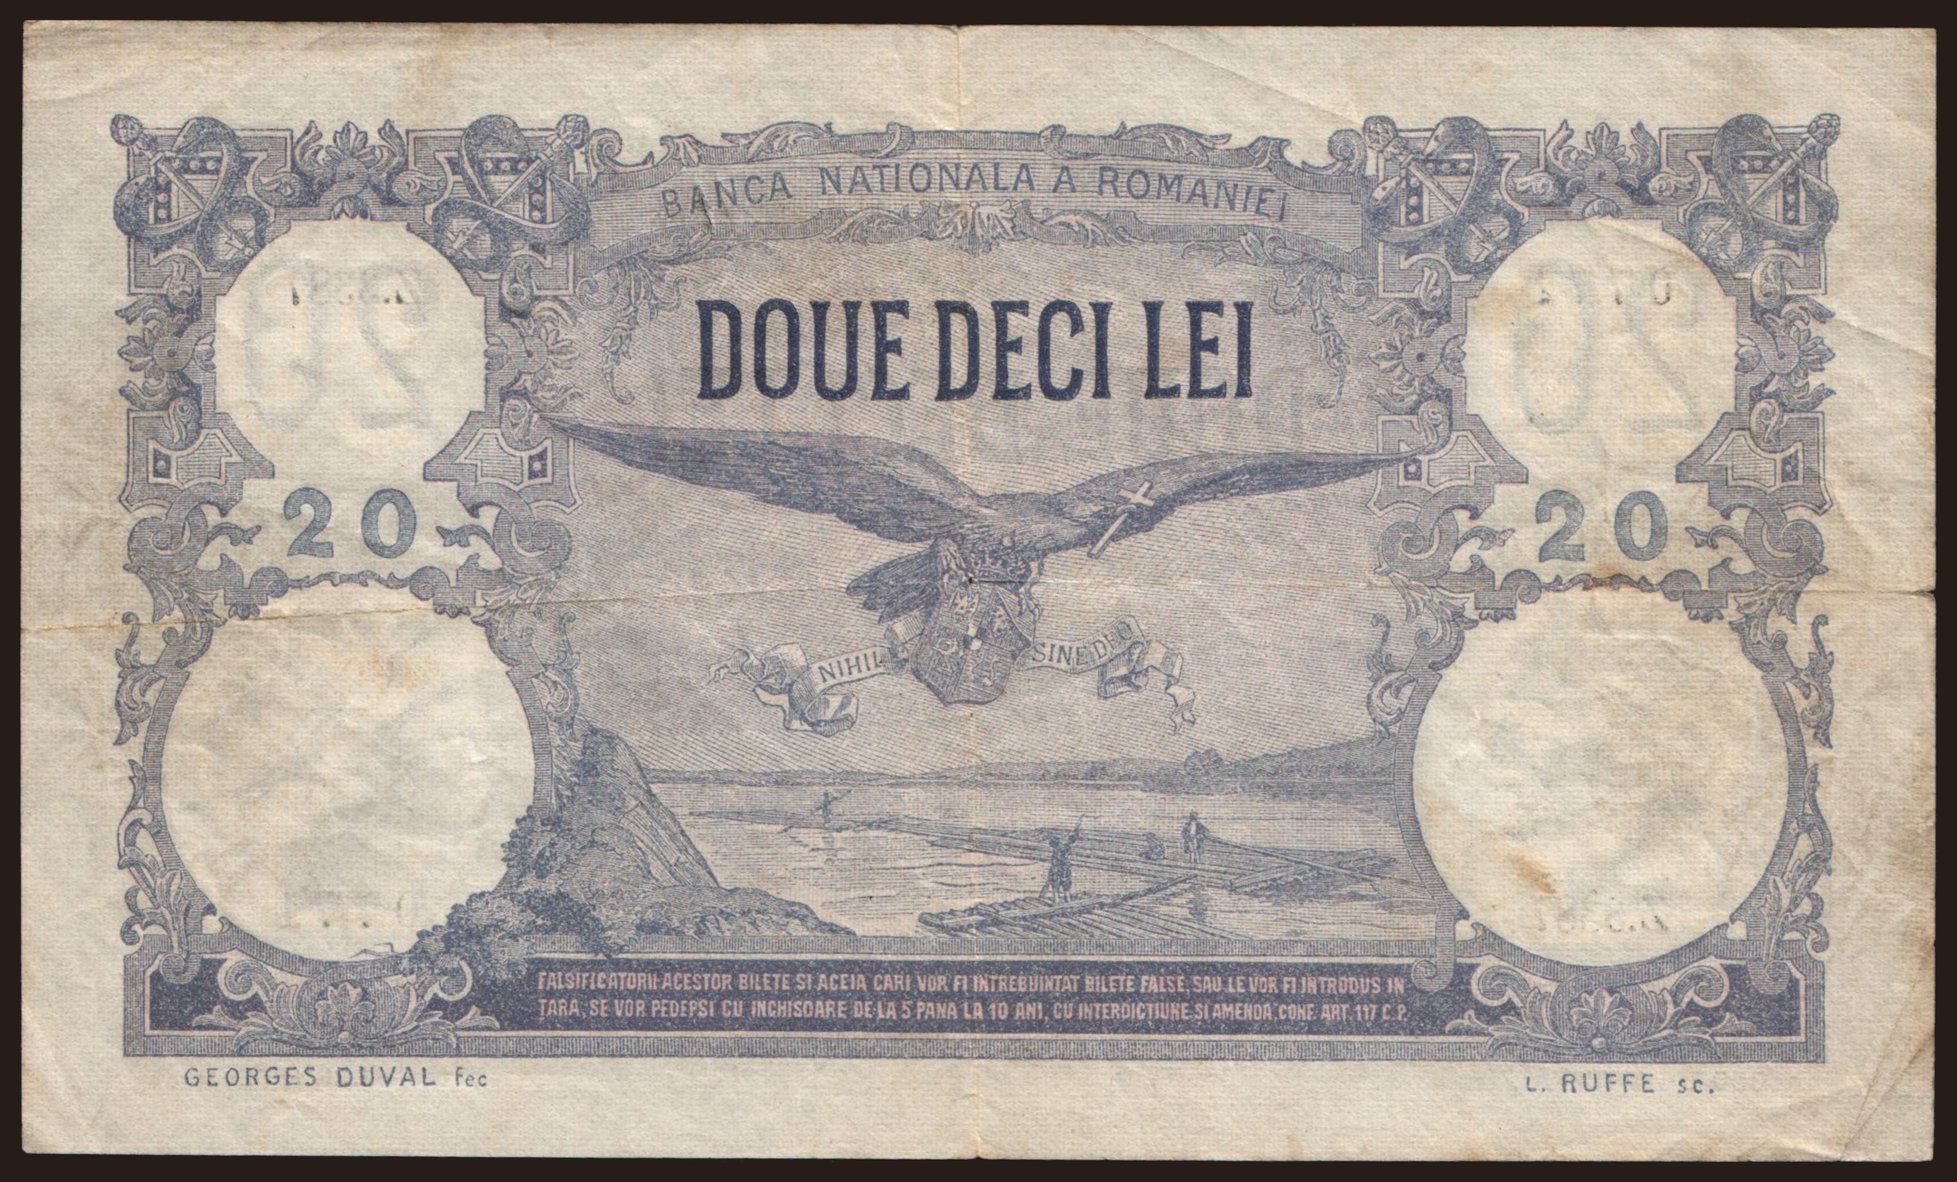 BANCA NATIONALA A ROMANIEI
DOUE DECI LEI
20
20
NIHIL SINE DEO
FALSIFICATORII ACESTOR BILETE SI ACEIA CARI VOR FI INTREBUINTAT BILETE FALSE, SAU LE VOR FI INTRODUS IN
TARA, SE VOR PEDEPSI CU INCHISOARE DE LA 5 PANA LA 10 ANI, CU INTERDICTIUNE SI AMENDA, CONF. ART. 117 C.P.
GEORGES DUVAL fec
L. RUFFE sc.